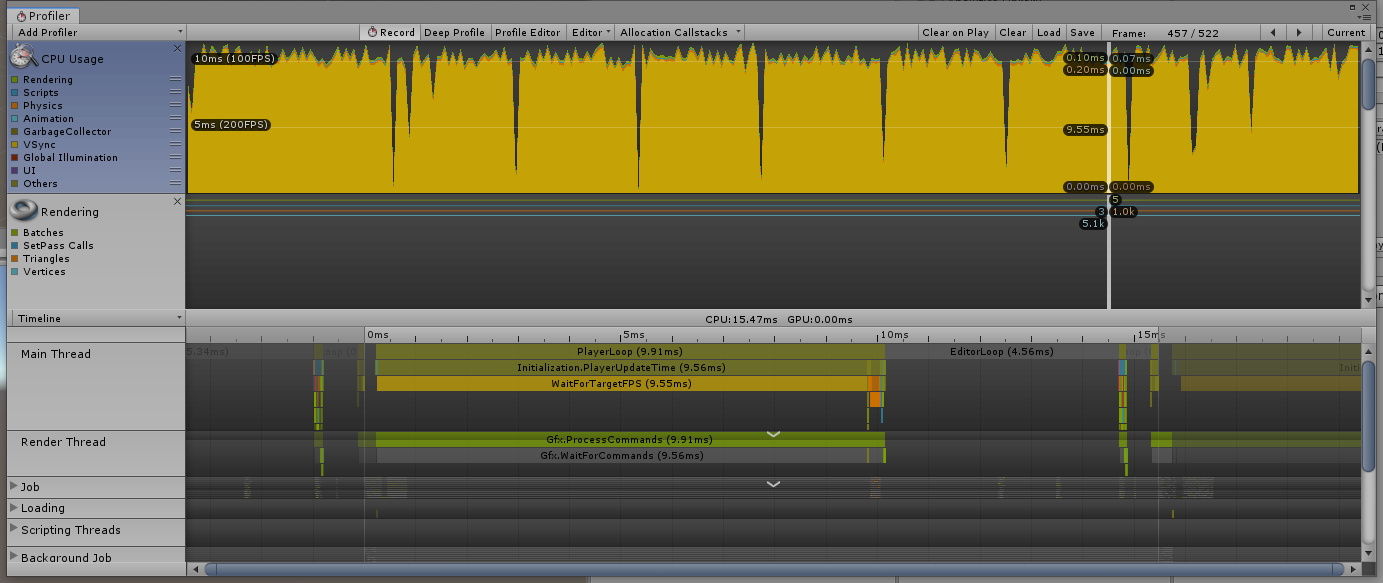 Profiler
Add Profiler
Record Deep Profile Profile Editor Editor Allocation Callstacks Clear on Play Clear Load Save Frame: 457 / 522 Current
CPU Usage
Rendering
Scripts
Physics
Animation
GarbageCollector
VSync
Global Illumination
UI
Others
10ms (100FPS)
5ms (200FPS)
0.10ms 0.07ms
0.20ms 0.00ms
9.55ms
0.00ms 0.00ms
Rendering
Batches
SetPass Calls
Triangles
Vertices
5
3 1.0k
5.1k
Timeline
CPU:15.47ms GPU:0.00ms
0ms 5ms 10ms 15ms
Main Thread
5.34ms)
PlayerLoop (9.91ms)
EditorLoop (4.56ms)
Initialization.PlayerUpdateTime (9.56ms)
Initi
WaitForTargetFPS (9.55ms)
Render Thread
Gfx.ProcessCommands (9.91ms)
Gfx.WaitForCommands (9.56ms)
Job
Loading
Scripting Threads
Background Job